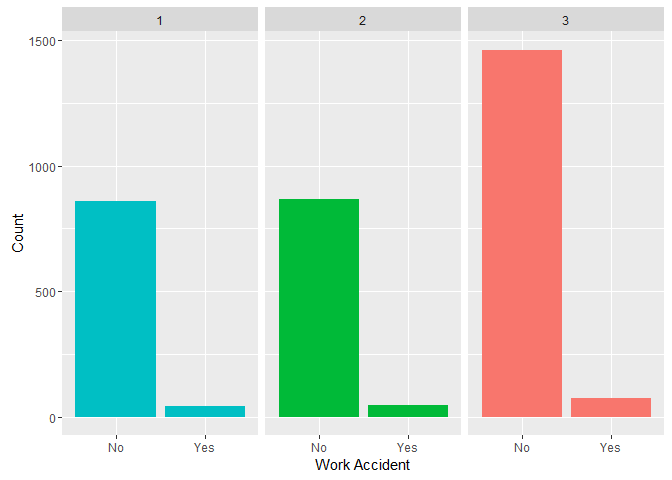 1 2 3
1500
1000
500
0
Count
No Yes No Yes No Yes
Work Accident